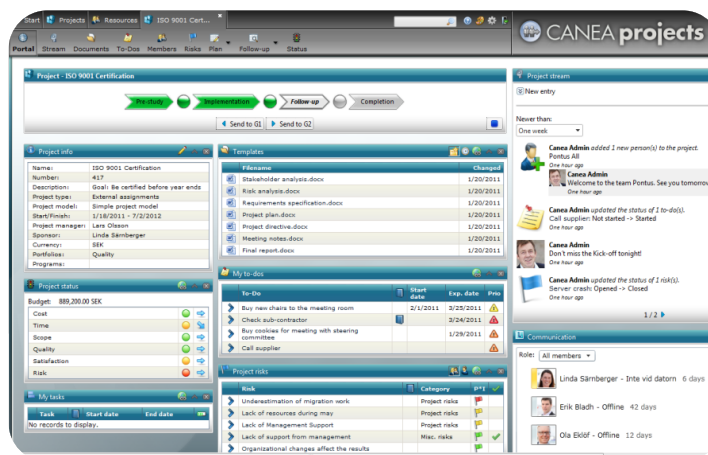 Start Projects Resources ISO 9001 Cert...
Portal Stream Documents To-Dos Members Risks Plan Follow-up Status
CANEA projects
Project - ISO 9001 Certification
Pre-study Implementation Follow-up Completion
Send to G1 Send to G2
Project info
Name: ISO 9001 Certification
Number: 417
Description: Goal: Be certified before year ends
Project type: External assignments
Project model: Simple project model
Start/Finish: 1/18/2011 - 7/2/2012
Project manager: Lars Olsson
Sponsor: Linda Särnberger
Currency: SEK
Portfolios: Quality
Programs:
Project status
Budget: 889,200.00 SEK
Cost
Time
Scope
Quality
Satisfaction
Risk
My tasks
Task Start date End date
No records to display.
Templates
Filename Changed
Stakeholder analysis.docx 1/20/2011
Risk analysis.docx 1/20/2011
Requirements specification.docx 1/20/2011
Project plan.docx 1/20/2011
Project directive.docx 1/20/2011
Meeting notes.docx 1/20/2011
Final report.docx 1/20/2011
My to-dos
To-Do Start date Exp. date Prio
Buy new chairs to the meeting room 2/1/2011 3/25/2011
Check sub-contractor 3/24/2011
Buy cookies for meeting with steering committee 1/29/2011
Call supplier
Project risks
Risk Category P*I
Underestimation of migration work Project risks
Lack of resources during may Project risks
Lack of Management Support Project risks
Lack of support from management Misc. risks
Organizational changes affect the results Project risks
Project stream
New entry
Newer than:
One week
Canea Admin added 1 new person(s) to the project.
Pontus All
One hour ago
Canea Admin
Welcome to the team Pontus. See you tomorrow
One hour ago
Canea Admin updated the status of 1 to-do(s).
Call supplier: Not started -> Started
One hour ago
Canea Admin
Don't miss the Kick-off tonight!
One hour ago
Canea Admin updated the status of 1 risk(s).
Server crash: Opened -> Closed
One hour ago
1/2
Communication
Role: All members
Linda Särnberger - Inte vid datorn 6 days
Erik Bladh - Offline 42 days
Ola Eklöf - Offline 12 days